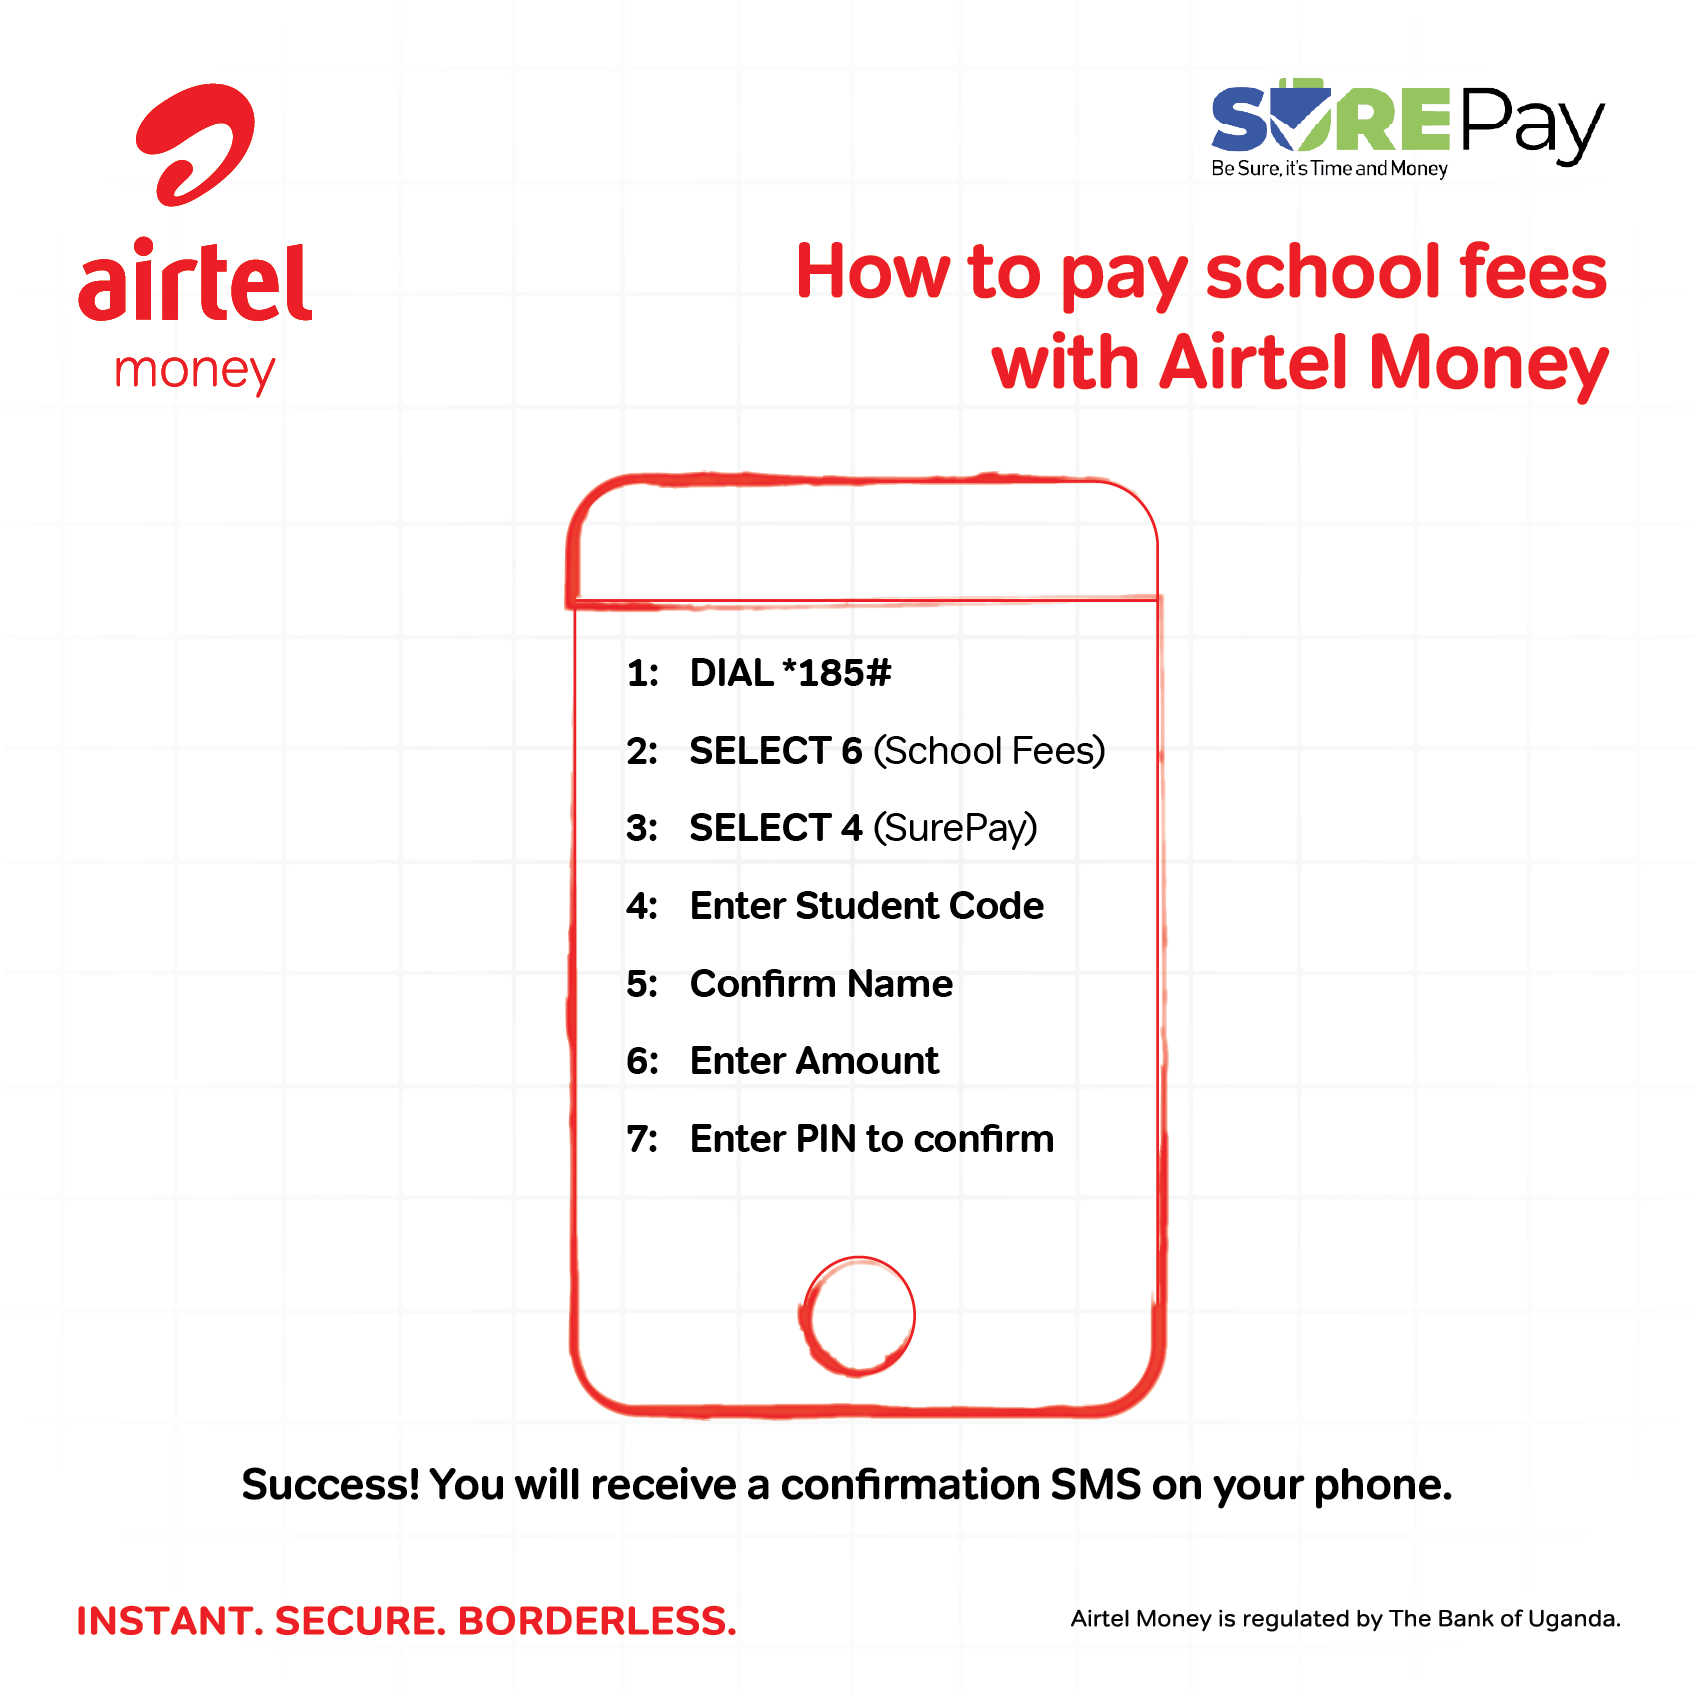 airtel
money
SUREPay
Be Sure, it's Time and Money
How to pay school fees
with Airtel Money
1: DIAL *185#
2: SELECT 6 (School Fees)
3: SELECT 4 (SurePay)
4: Enter Student Code
5: Confirm Name
6: Enter Amount
7: Enter PIN to confirm
Success! You will receive a confirmation SMS on your phone.
INSTANT. SECURE. BORDERLESS.
Airtel Money is regulated by The Bank of Uganda.